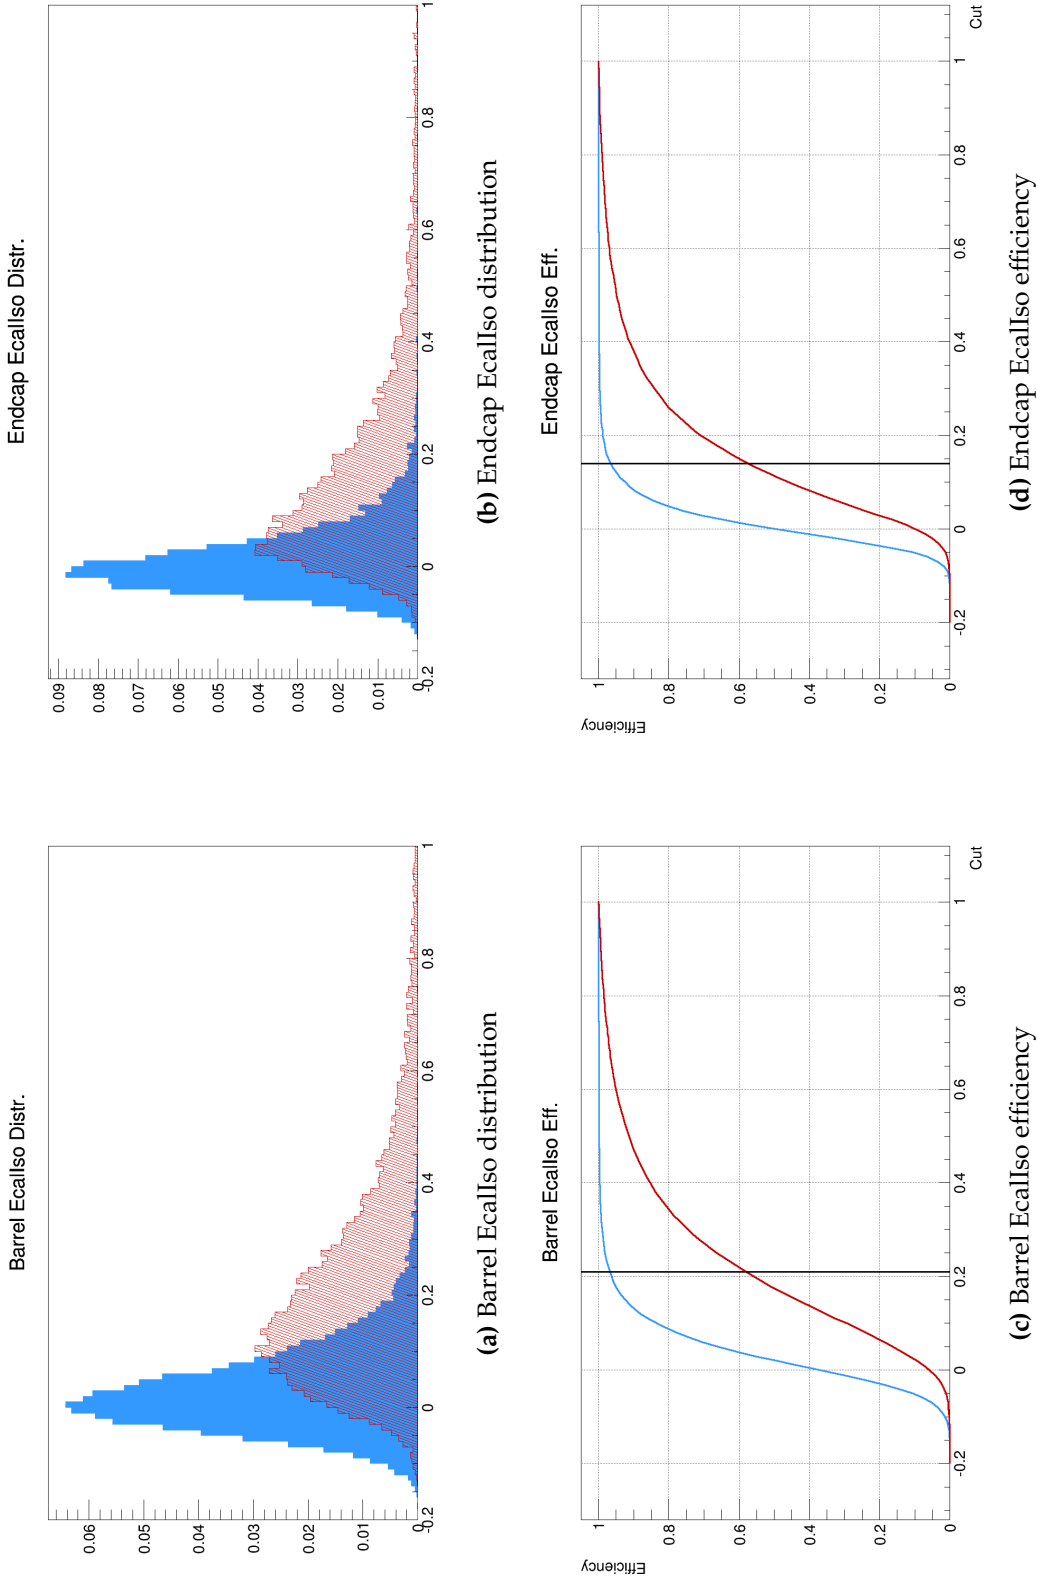 Barrel EcalIso Distr.
0.06
0.05
0.04
0.03
0.02
0.01
0
-0.2 0 0.2 0.4 0.6 0.8 1
(a) Barrel EcalIso distribution
Endcap EcalIso Distr.
0.09
0.08
0.07
0.06
0.05
0.04
0.03
0.02
0.01
0
-0.2 0 0.2 0.4 0.6 0.8 1
(b) Endcap EcalIso distribution
Barrel EcalIso Eff.
Efficiency
1
0.8
0.6
0.4
0.2
0
-0.2 0 0.2 0.4 0.6 0.8 1
Cut
(c) Barrel EcalIso efficiency
Endcap EcalIso Eff.
Efficiency
1
0.8
0.6
0.4
0.2
0
-0.2 0 0.2 0.4 0.6 0.8 1
Cut
(d) Endcap EcalIso efficiency